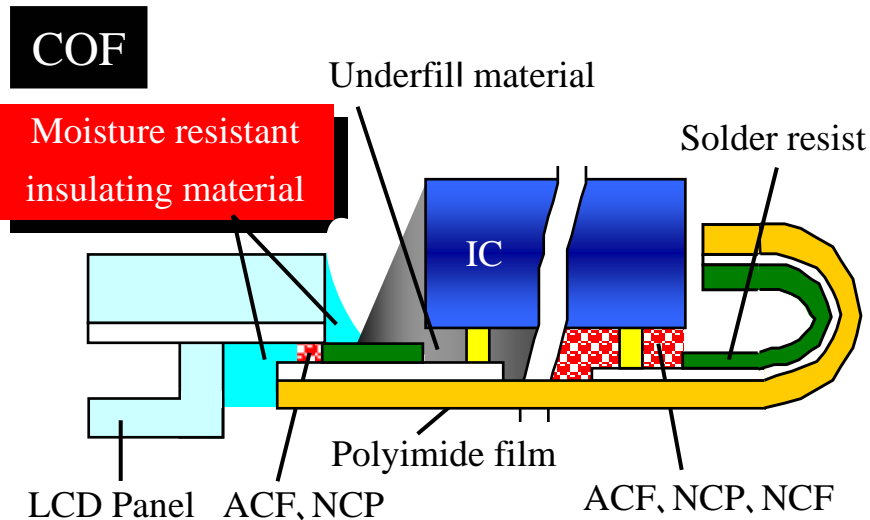 COF
Underfill material
Moisture resistant
insulating material
Solder resist
IC
Polyimide film
LCD Panel
ACF、NCP
ACF、NCP、NCF